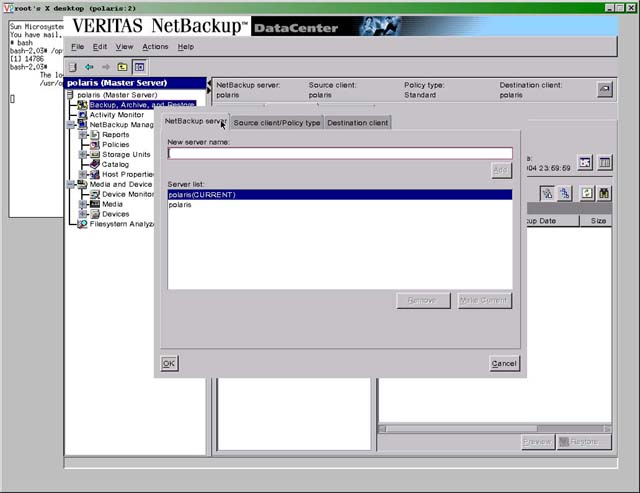 root's X desktop (polaris:2)
Sun Microsyste
You have mail.
# bash
bash-2.03# /op
[1] 14786
bash-2.03#
The lo
/usr/o
VERITAS NetBackup™ DataCenter
File Edit View Actions Help
polaris (Master Server)
polaris (Master Server)
Backup, Archive, and Restore
Activity Monitor
NetBackup Manag
Reports
Policies
Storage Units
Catalog
Host Properties
Media and Device
Device Monitor
Media
Devices
Filesystem Analyza
NetBackup server: Source client: Policy type: Destination client:
polaris polaris Standard polaris
NetBackup server Source client/Policy type Destination client
New server name:
Add
Server list:
polaris(CURRENT)
polaris
Remove Make Current
OK Cancel
004 23:59:59
up Date Size
Preview Restore...